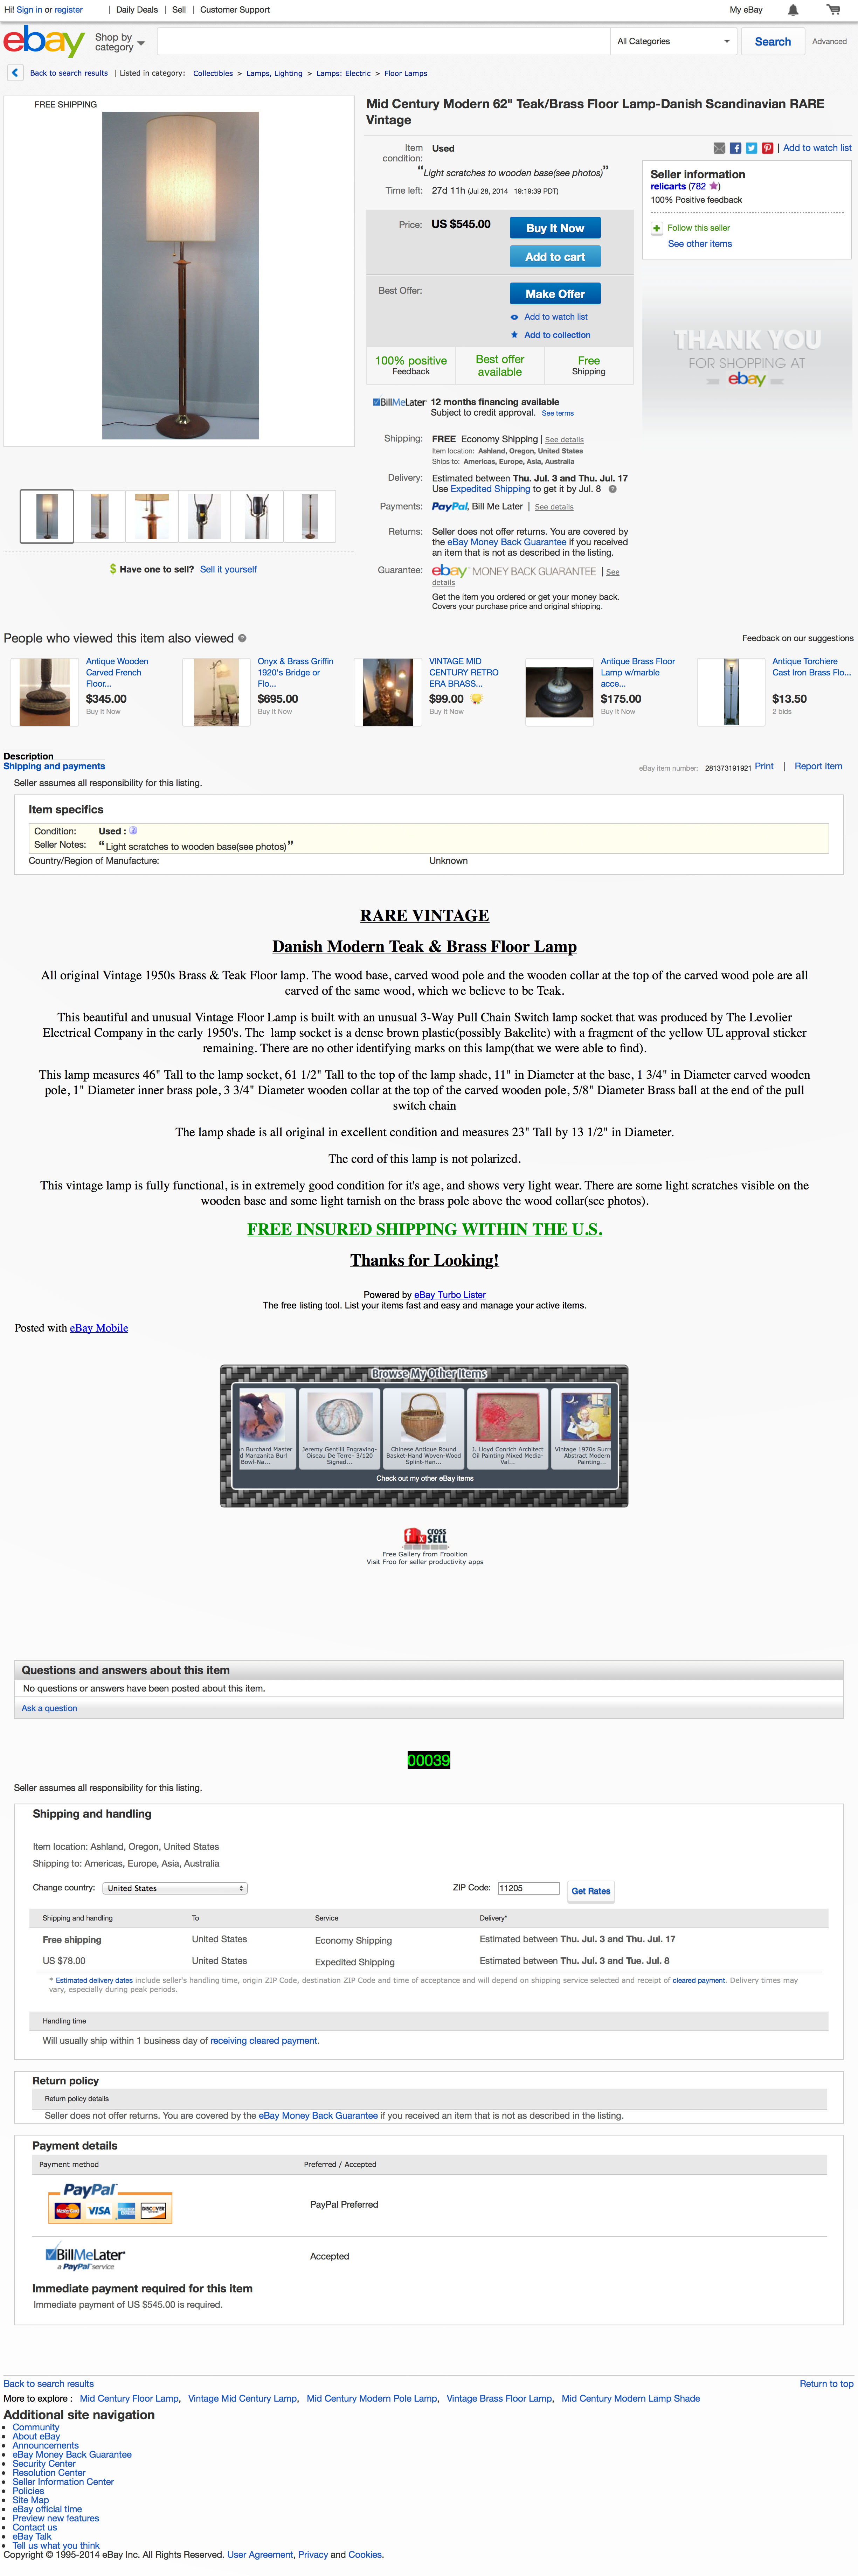 Hi! Sign in or register | Daily Deals | Sell | Customer Support My eBay
ebay Shop by category All Categories Search Advanced
Back to search results | Listed in category: Collectibles > Lamps, Lighting > Lamps: Electric > Floor Lamps
FREE SHIPPING
Mid Century Modern 62" Teak/Brass Floor Lamp-Danish Scandinavian RARE
Vintage
Item condition: Used
“Light scratches to wooden base(see photos)”
Time left: 27d 11h (Jul 28, 2014 19:19:39 PDT)
Price: US $545.00
Buy It Now
Add to cart
Best Offer:
Make Offer
Add to watch list
Add to collection
100% positive Feedback
Best offer available
Free Shipping
| Add to watch list
Seller information
relicarts (782)
100% Positive feedback
Follow this seller
See other items
THANK YOU
FOR SHOPPING AT
ebay
BillMeLater 12 months financing available
Subject to credit approval. See terms
Shipping: FREE Economy Shipping | See details
Item location: Ashland, Oregon, United States
Ships to: Americas, Europe, Asia, Australia
Delivery: Estimated between Thu. Jul. 3 and Thu. Jul. 17
Use Expedited Shipping to get it by Jul. 8
Payments: PayPal, Bill Me Later | See details
Returns: Seller does not offer returns. You are covered by
the eBay Money Back Guarantee if you received
an item that is not as described in the listing.
Guarantee: ebay MONEY BACK GUARANTEE | See
details
Get the item you ordered or get your money back.
Covers your purchase price and original shipping.
$ Have one to sell? Sell it yourself
People who viewed this item also viewed
Feedback on our suggestions
Antique Wooden
Carved French
Floor...
$345.00
Buy It Now
Onyx & Brass Griffin
1920's Bridge or
Flo...
$695.00
Buy It Now
VINTAGE MID
CENTURY RETRO
ERA BRASS...
$99.00
Buy It Now
Antique Brass Floor
Lamp w/marble
acce...
$175.00
Buy It Now
Antique Torchiere
Cast Iron Brass Flo...
$13.50
2 bids
Description
Shipping and payments
eBay item number: 281373191921 Print | Report item
Seller assumes all responsibility for this listing.
Item specifics
Condition: Used :
Seller Notes: “Light scratches to wooden base(see photos)”
Country/Region of Manufacture: Unknown
RARE VINTAGE
Danish Modern Teak & Brass Floor Lamp
All original Vintage 1950s Brass & Teak Floor lamp. The wood base, carved wood pole and the wooden collar at the top of the carved wood pole are all
carved of the same wood, which we believe to be Teak.
This beautiful and unusual Vintage Floor Lamp is built with an unusual 3-Way Pull Chain Switch lamp socket that was produced by The Levolier
Electrical Company in the early 1950's. The lamp socket is a dense brown plastic(possibly Bakelite) with a fragment of the yellow UL approval sticker
remaining. There are no other identifying marks on this lamp(that we were able to find).
This lamp measures 46" Tall to the lamp socket, 61 1/2" Tall to the top of the lamp shade, 11" in Diameter at the base, 1 3/4" in Diameter carved wooden
pole, 1" Diameter inner brass pole, 3 3/4" Diameter wooden collar at the top of the carved wooden pole, 5/8" Diameter Brass ball at the end of the pull
switch chain
The lamp shade is all original in excellent condition and measures 23" Tall by 13 1/2" in Diameter.
The cord of this lamp is not polarized.
This vintage lamp is fully functional, is in extremely good condition for it's age, and shows very light wear. There are some light scratches visible on the
wooden base and some light tarnish on the brass pole above the wood collar(see photos).
FREE INSURED SHIPPING WITHIN THE U.S.
Thanks for Looking!
Powered by eBay Turbo Lister
The free listing tool. List your items fast and easy and manage your active items.
Posted with eBay Mobile
Browse My Other Items
n Burchard Master
d Manzanita Burl
Bowl-Na...
Jeremy Gentilli Engraving-
Oiseau De Terre- 3/120
Signed...
Chinese Antique Round
Basket-Hand Woven-Wood
Splint-Han...
J. Lloyd Conrich Architect
Oil Painting Mixed Media-
Val...
Vintage 1970s Surr
Abstract Modern
Painting...
Check out my other eBay items
CROSS
SELL
Free Gallery from Frooition
Visit Froo for seller productivity apps
Questions and answers about this item
No questions or answers have been posted about this item.
Ask a question
00039
Seller assumes all responsibility for this listing.
Shipping and handling
Item location: Ashland, Oregon, United States
Shipping to: Americas, Europe, Asia, Australia
Change country: United States ZIP Code: 11205 Get Rates
Shipping and handling To Service Delivery*
Free shipping United States Economy Shipping Estimated between Thu. Jul. 3 and Thu. Jul. 17
US $78.00 United States Expedited Shipping Estimated between Thu. Jul. 3 and Tue. Jul. 8
* Estimated delivery dates include seller's handling time, origin ZIP Code, destination ZIP Code and time of acceptance and will depend on shipping service selected and receipt of cleared payment. Delivery times may
vary, especially during peak periods.
Handling time
Will usually ship within 1 business day of receiving cleared payment.
Return policy
Return policy details
Seller does not offer returns. You are covered by the eBay Money Back Guarantee if you received an item that is not as described in the listing.
Payment details
Payment method Preferred / Accepted
PayPal
MasterCard VISA DISCOVER
PayPal Preferred
BillMeLater
a PayPal service
Accepted
Immediate payment required for this item
Immediate payment of US $545.00 is required.
Back to search results Return to top
More to explore : Mid Century Floor Lamp, Vintage Mid Century Lamp, Mid Century Modern Pole Lamp, Vintage Brass Floor Lamp, Mid Century Modern Lamp Shade
Additional site navigation
Community
About eBay
Announcements
eBay Money Back Guarantee
Security Center
Resolution Center
Seller Information Center
Policies
Site Map
eBay official time
Preview new features
Contact us
eBay Talk
Tell us what you think
Copyright © 1995-2014 eBay Inc. All Rights Reserved. User Agreement, Privacy and Cookies.